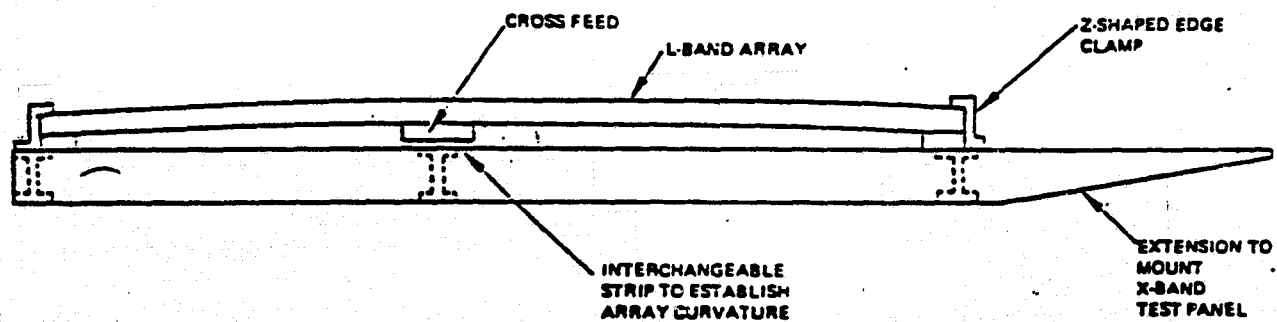 CROSS FEED
L-BAND ARRAY
Z-SHAPED EDGE
CLAMP
INTERCHANGEABLE
STRIP TO ESTABLISH
ARRAY CURVATURE
EXTENSION TO
MOUNT
X-BAND
TEST PANEL